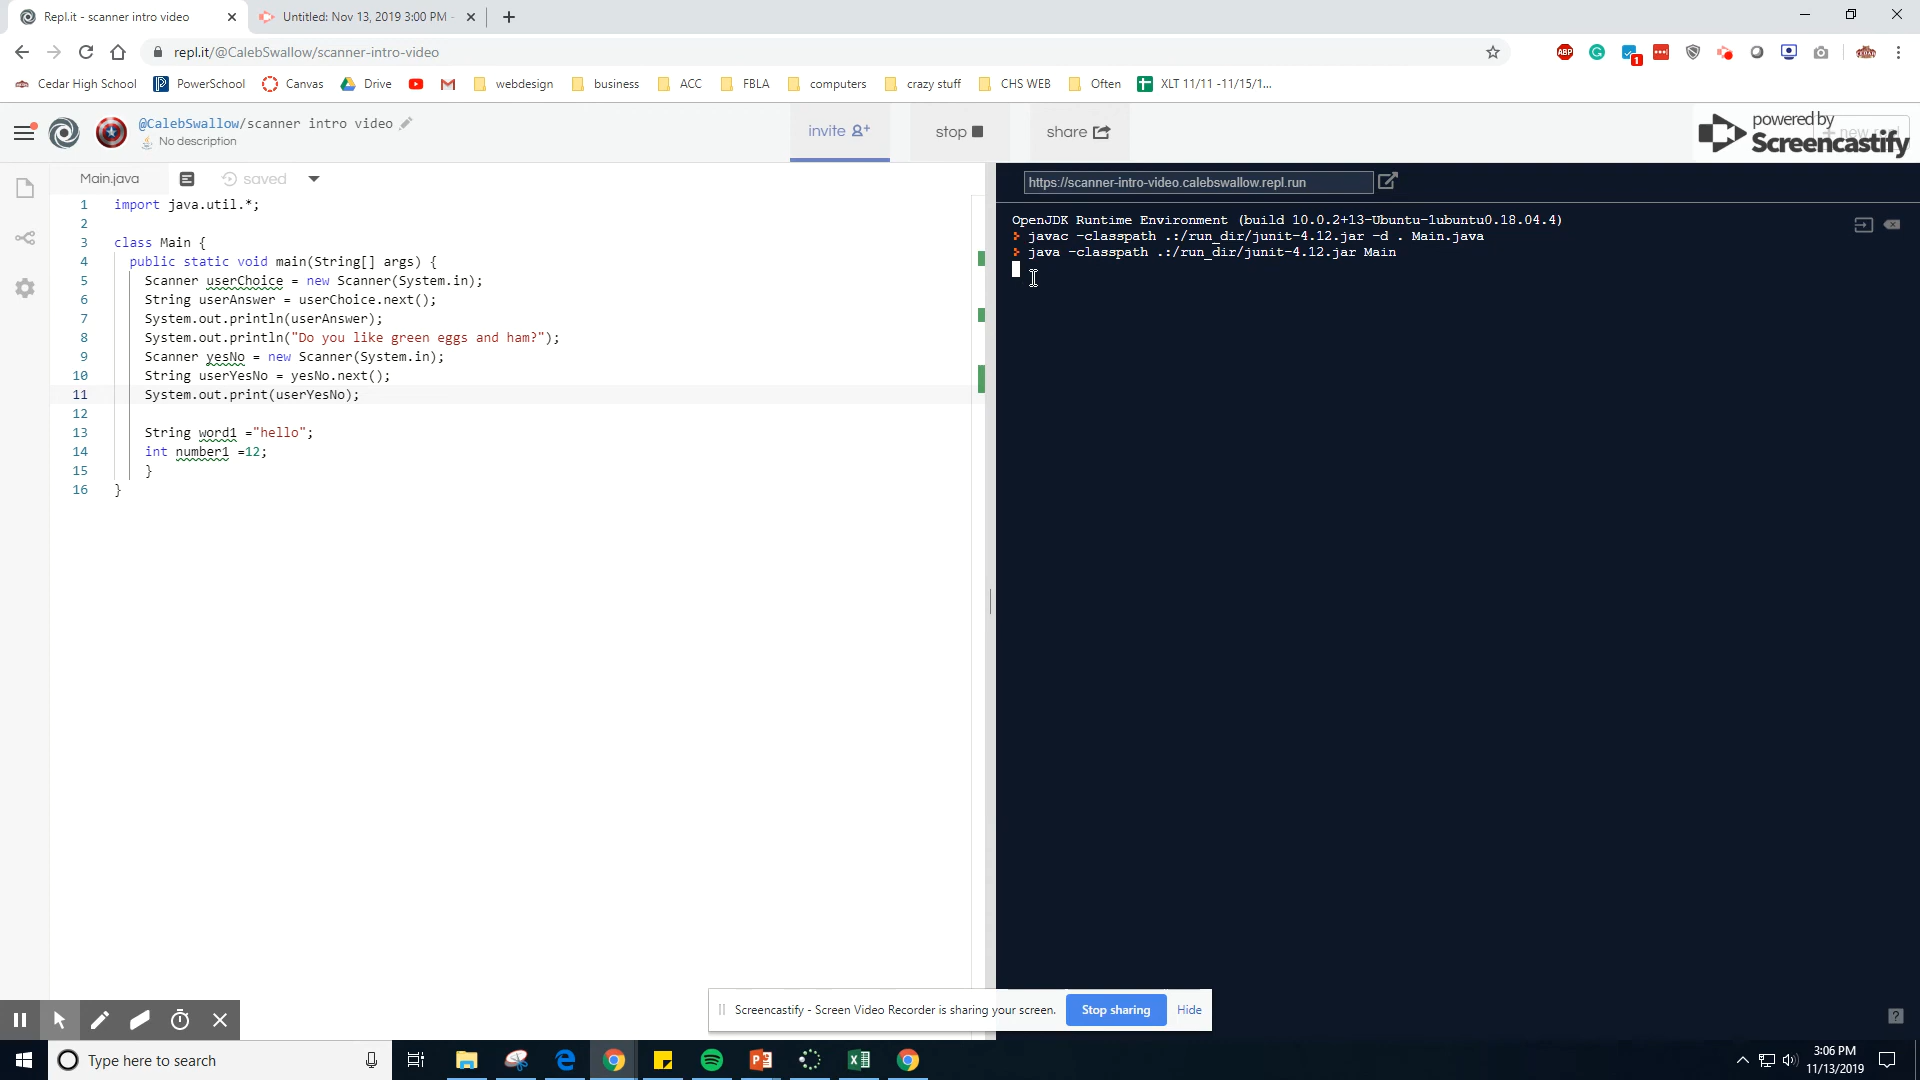 Repl.it - scanner intro video
Untitled: Nov 13, 2019 3:00 PM -
repl.it/@CalebSwallow/scanner-intro-video
ABP
1
Cedar High School
PowerSchool
Canvas
Drive
webdesign
business
ACC
FBLA
computers
crazy stuff
CHS WEB
Often
XLT 11/11 -11/15/1...
@CalebSwallow/scanner intro video
No description
invite
stop
share
powered by
Screencastify
Main.java
saved
https://scanner-intro-video.calebswallow.repl.run
1 import java.util.*;
2
3 class Main {
4 public static void main(String[] args) {
5 Scanner userChoice = new Scanner(System.in);
6 String userAnswer = userChoice.next();
7 System.out.println(userAnswer);
8 System.out.println("Do you like green eggs and ham?");
9 Scanner yesNo = new Scanner(System.in);
10 String userYesNo = yesNo.next();
11 System.out.print(userYesNo);
12
13 String word1 ="hello";
14 int number1 =12;
15 }
16 }
OpenJDK Runtime Environment (build 10.0.2+13-Ubuntu-1ubuntu0.18.04.4)
javac -classpath .:/run_dir/junit-4.12.jar -d . Main.java
java -classpath .:/run_dir/junit-4.12.jar Main
Screencastify - Screen Video Recorder is sharing your screen.
Stop sharing
Hide
?
Type here to search
3:06 PM
11/13/2019